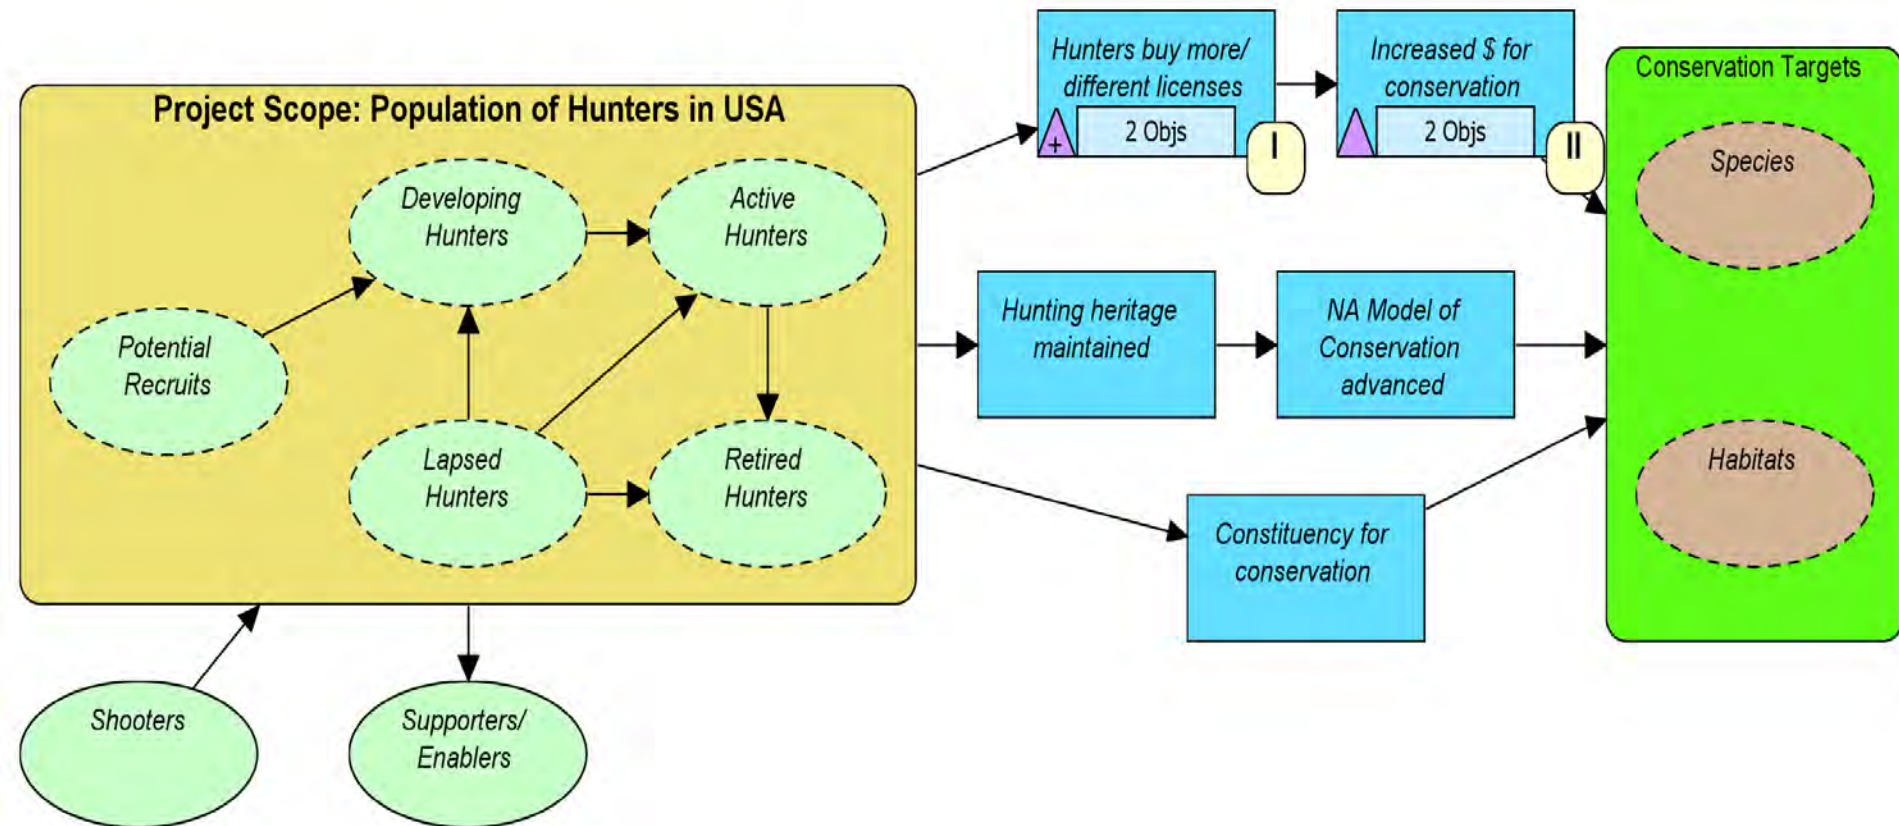 Project Scope: Population of Hunters in USA
Developing
Hunters
Active
Hunters
Potential
Recruits
Lapsed
Hunters
Retired
Hunters
Shooters
Supporters/
Enablers
Hunters buy more/
different licenses
+
2 Objs
I
Increased $ for
conservation
2 Objs
II
Hunting heritage
maintained
NA Model of
Conservation
advanced
Constituency for
conservation
Conservation Targets
Species
Habitats